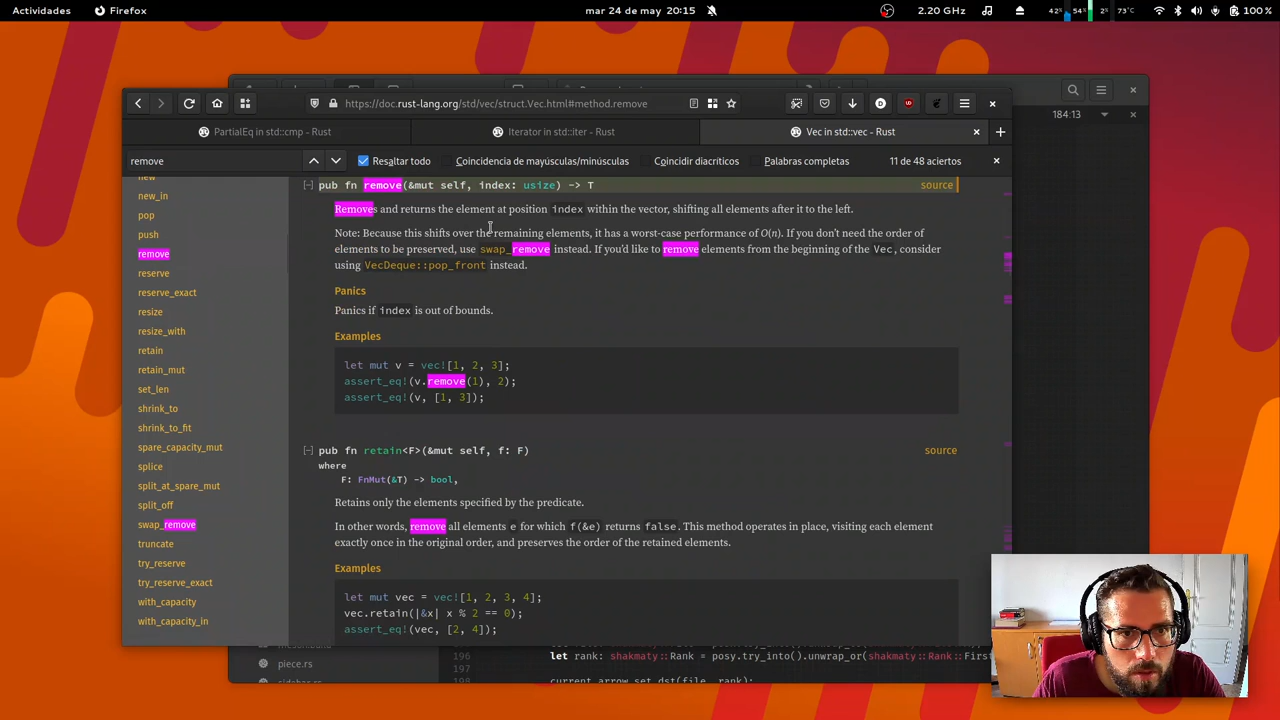 Actividades
Firefox
mar 24 de may 20:15
2.20 GHz
42%
54%
2%
73°C
100 %
https://doc.rust-lang.org/std/vec/struct.Vec.html#method.remove
184:13
PartialEq in std::cmp - Rust
Iterator in std::iter - Rust
Vec in std::vec - Rust
remove
Resaltar todo
Coincidencia de mayúsculas/minúsculas
Coincidir diacríticos
Palabras completas
11 de 48 aciertos
new
new_in
pop
push
remove
reserve
reserve_exact
resize
resize_with
retain
retain_mut
set_len
shrink_to
shrink_to_fit
spare_capacity_mut
splice
split_at_spare_mut
split_off
swap_remove
truncate
try_reserve
try_reserve_exact
with_capacity
with_capacity_in
[-] pub fn remove(&mut self, index: usize) -> T
source
Removes and returns the element at position index within the vector, shifting all elements after it to the left.
Note: Because this shifts over the remaining elements, it has a worst-case performance of O(n). If you don't need the order of
elements to be preserved, use swap_remove instead. If you'd like to remove elements from the beginning of the Vec, consider
using VecDeque::pop_front instead.
Panics
Panics if index is out of bounds.
Examples
let mut v = vec![1, 2, 3];
assert_eq!(v.remove(1), 2);
assert_eq!(v, [1, 3]);
[-] pub fn retain<F>(&mut self, f: F)
source
where
F: FnMut(&T) -> bool,
Retains only the elements specified by the predicate.
In other words, remove all elements e for which f(&e) returns false. This method operates in place, visiting each element
exactly once in the original order, and preserves the order of the retained elements.
Examples
let mut vec = vec![1, 2, 3, 4];
vec.retain(|&x| x % 2 == 0);
assert_eq!(vec, [2, 4]);
piece.rs
196
let rank: shakmaty::Rank = posy.try_into().unwrap_or(shakmaty::Rank::First
197
198
current_arrow.set_dst(file, rank);